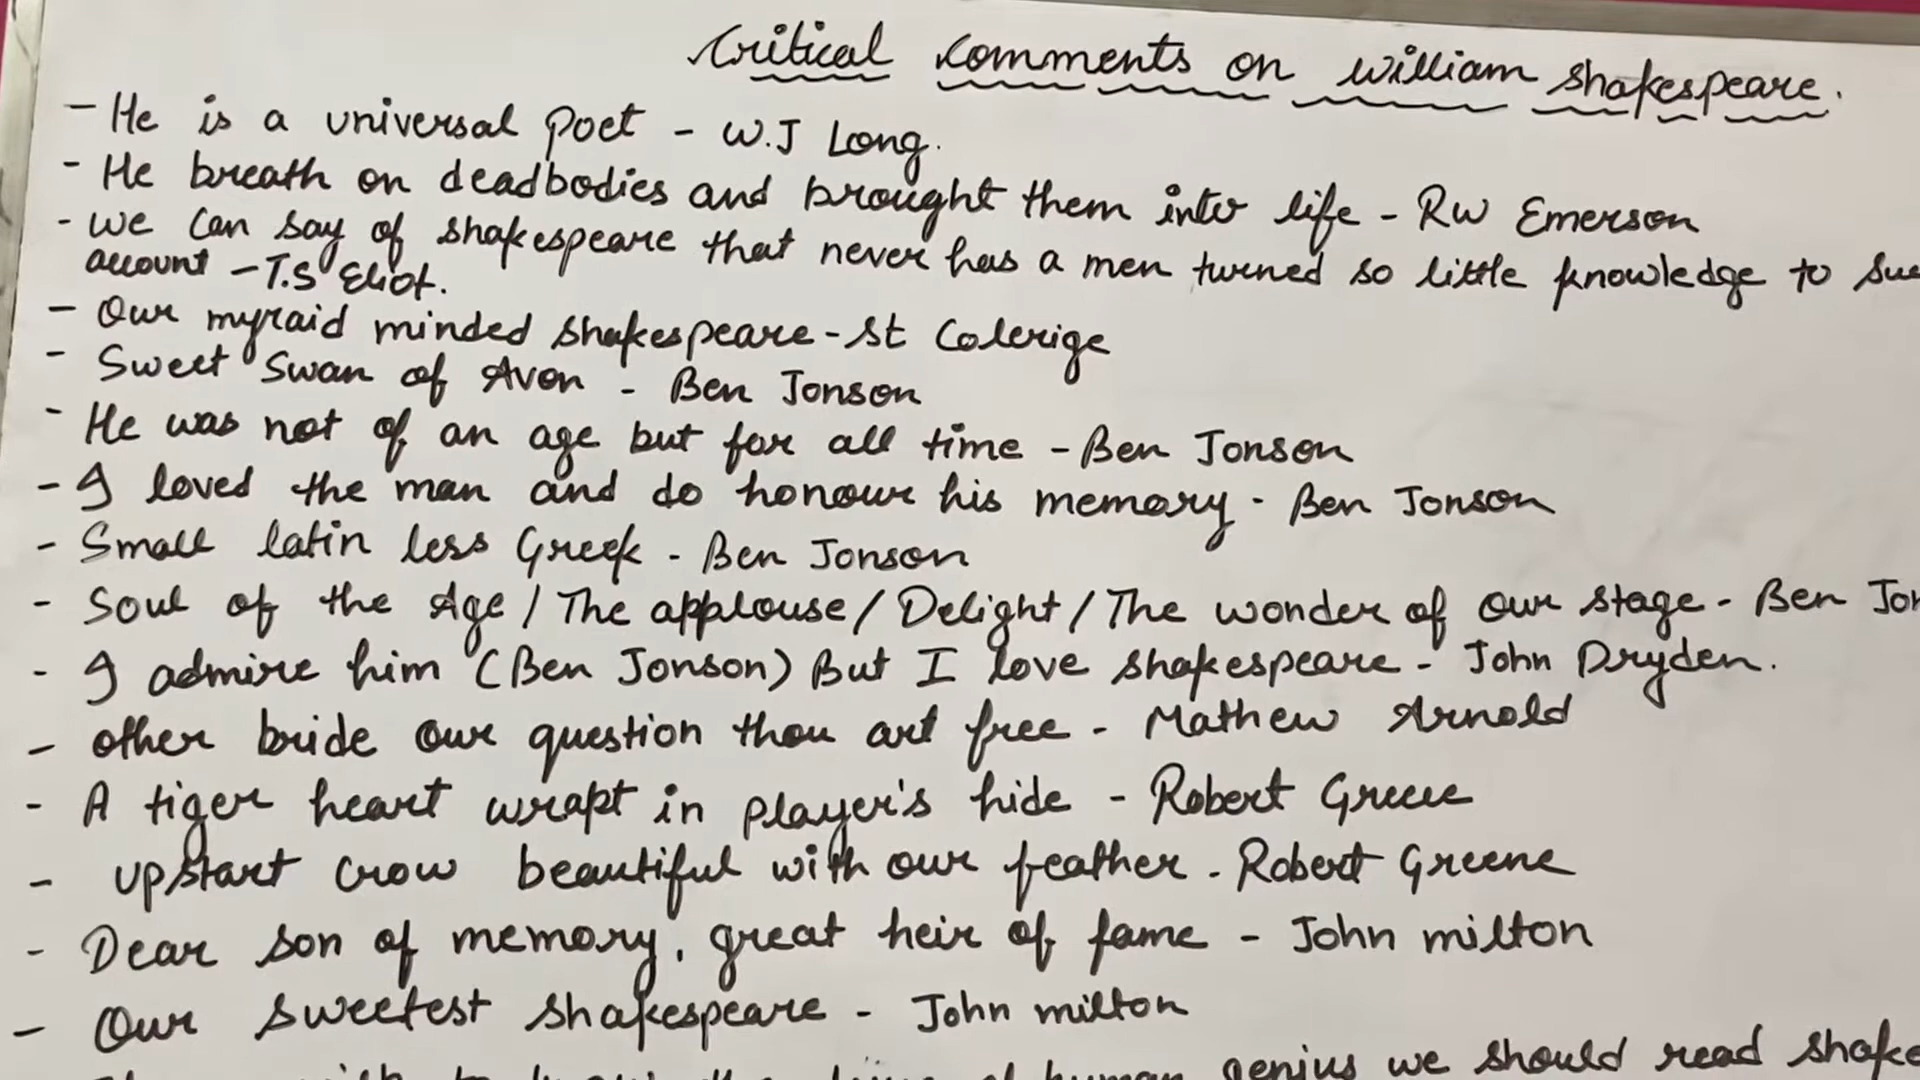 Critical comments on william shakespeare.
- He is a universal poet - W.J Long.
- He breath on deadbodies and brought them into life - RW Emerson
- we can say of shakespeare that never has a men turned so little knowledge to
account - T.S Eliot.
- Our myraid minded shakespeare - st Colerige
- Sweet Swan of Avon - Ben Jonson
- He was not of an age but for all time - Ben Jonson
- I loved the man and do honour his memory - Ben Jonson
- Small latin less Greek - Ben Jonson
- Soul of the Age / The applouse / Delight / The wonder of our stage - Ben
- I admire him (Ben Jonson) But I love shakespeare - John Dryden.
- other bride our question thou art free - Mathew Arnold
- A tiger heart wrapt in player's hide - Robert Greene
- upstart crow beautiful with our feather - Robert Greene
- Dear son of memory, great heir of fame - John milton
- Our sweetest shakespeare - John milton
human genius we should read